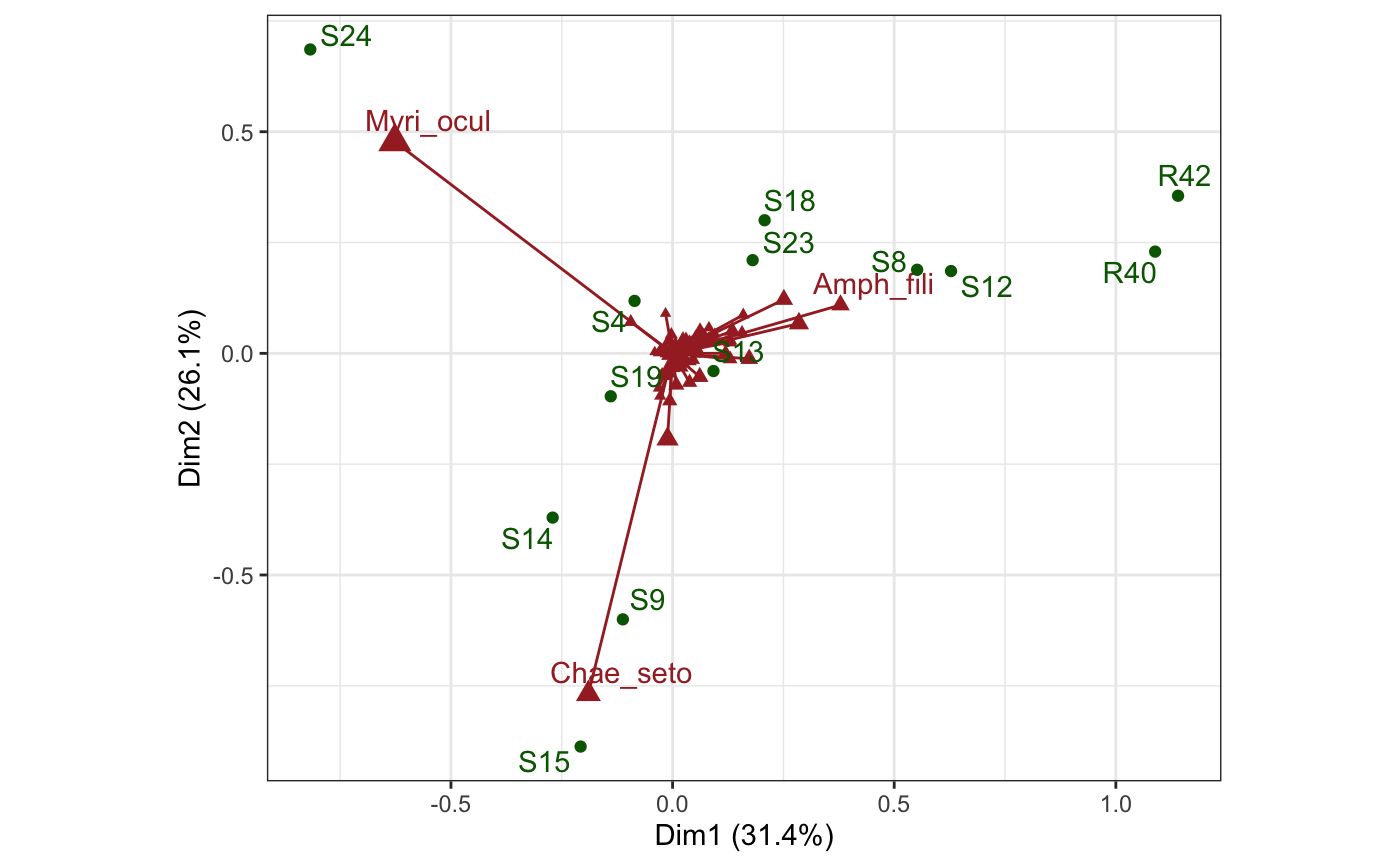 S24
Myri_ocul
0.5
R42
S18
S23
R40
S8
S12
Amph_fili
S4
S13
0.0
S19
Dim2 (26.1%)
S14
-0.5
S9
Chae_seto
S15
-0.5
0.0
0.5
1.0
Dim1 (31.4%)